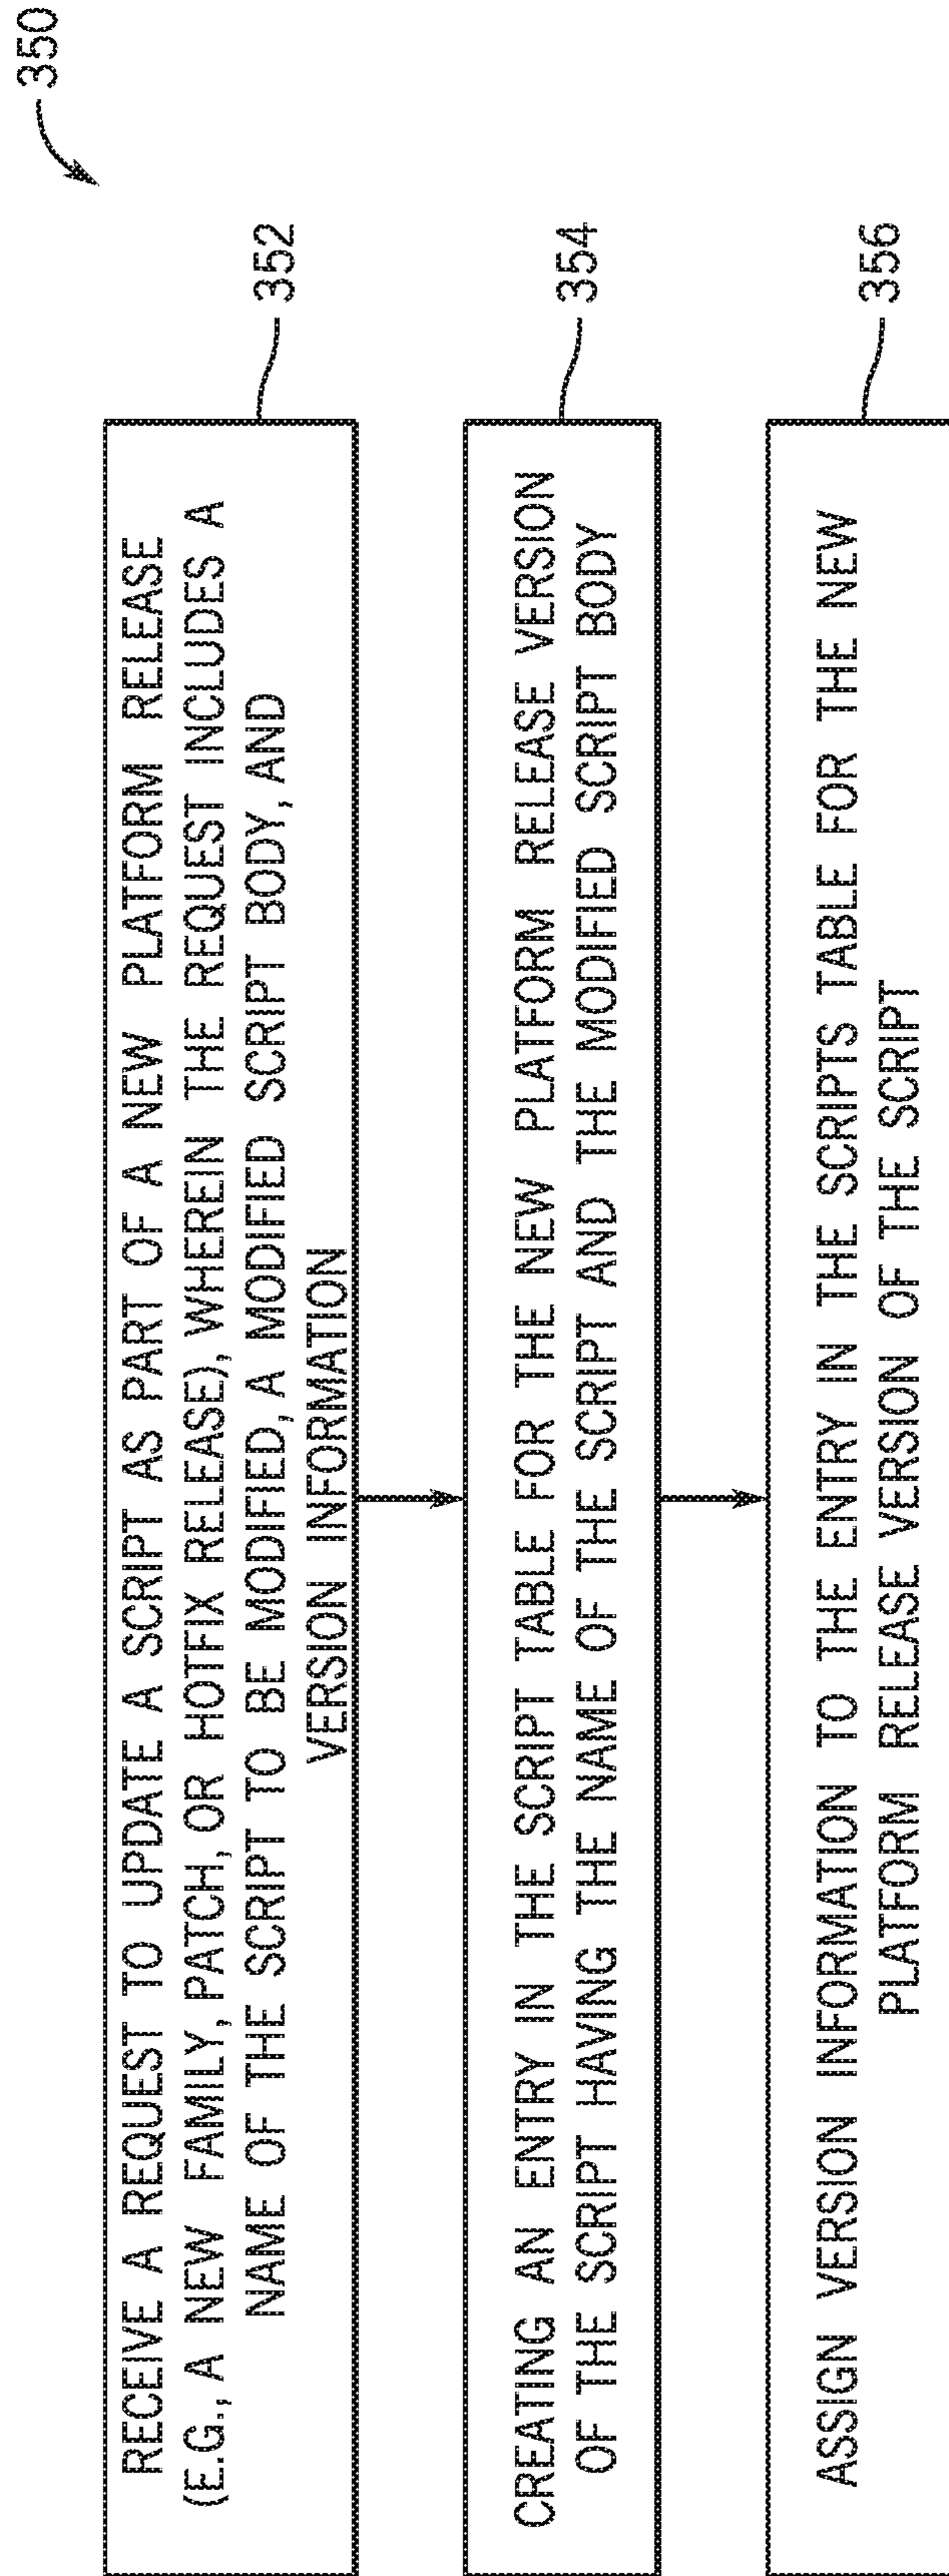 350
RECEIVE A REQUEST TO UPDATE A SCRIPT AS PART OF A NEW PLATFORM RELEASE
(E.G., A NEW FAMILY, PATCH, OR HOTFIX RELEASE), WHEREIN THE REQUEST INCLUDES A
NAME OF THE SCRIPT TO BE MODIFIED, A MODIFIED SCRIPT BODY, AND
VERSION INFORMATION
352
CREATING AN ENTRY IN THE SCRIPT TABLE FOR THE NEW PLATFORM RELEASE VERSION
OF THE SCRIPT HAVING THE NAME OF THE SCRIPT AND THE MODIFIED SCRIPT BODY
354
ASSIGN VERSION INFORMATION TO THE ENTRY IN THE SCRIPTS TABLE FOR THE NEW
PLATFORM RELEASE VERSION OF THE SCRIPT
356